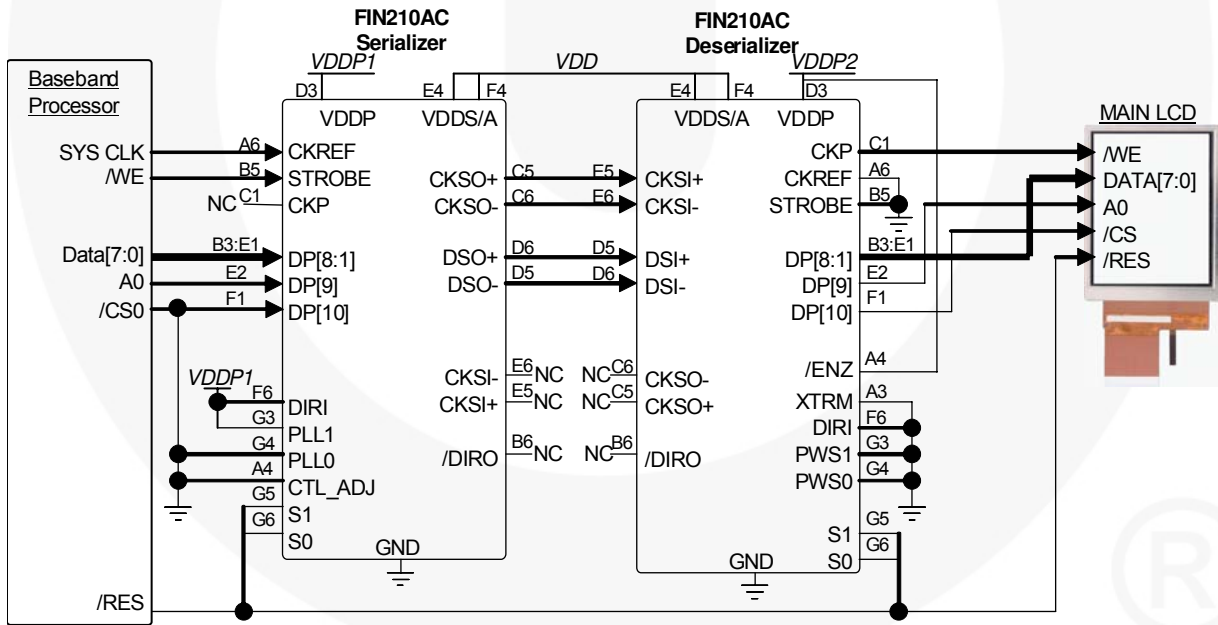 FIN210AC
Serializer
FIN210AC
Deserializer
VDDP1
VDD
VDDP2
Baseband
Processor
D3
E4
F4
E4
F4
D3
VDDP
VDDS/A
VDDS/A
VDDP
MAIN LCD
SYS CLK
A6
CKREF
/WE
B5
STROBE
NC
C1
CKP
Data[7:0]
B3:E1
DP[8:1]
A0
E2
DP[9]
/CS0
F1
DP[10]
VDDP1
F6
DIRI
G3
PLL1
G4
PLL0
A4
CTL_ADJ
G5
S1
G6
S0
GND
/RES
CKSO+
C5
E5
CKSI+
CKSO-
C6
E6
CKSI-
DSO+
D6
D5
DSI+
DSO-
D5
D6
DSI-
CKSI-
E6
NC
NC
C6
CKSO-
CKSI+
E5
NC
NC
C5
CKSO+
/DIRO
B6
NC
NC
B6
/DIRO
CKP
C1
CKREF
A6
STROBE
B5
DP[8:1]
B3:E1
DP[9]
E2
DP[10]
F1
/ENZ
A4
XTRM
A3
DIRI
F6
PWS1
G3
PWS0
G4
S1
G5
S0
G6
GND
/WE
DATA[7:0]
A0
/CS
/RES
®